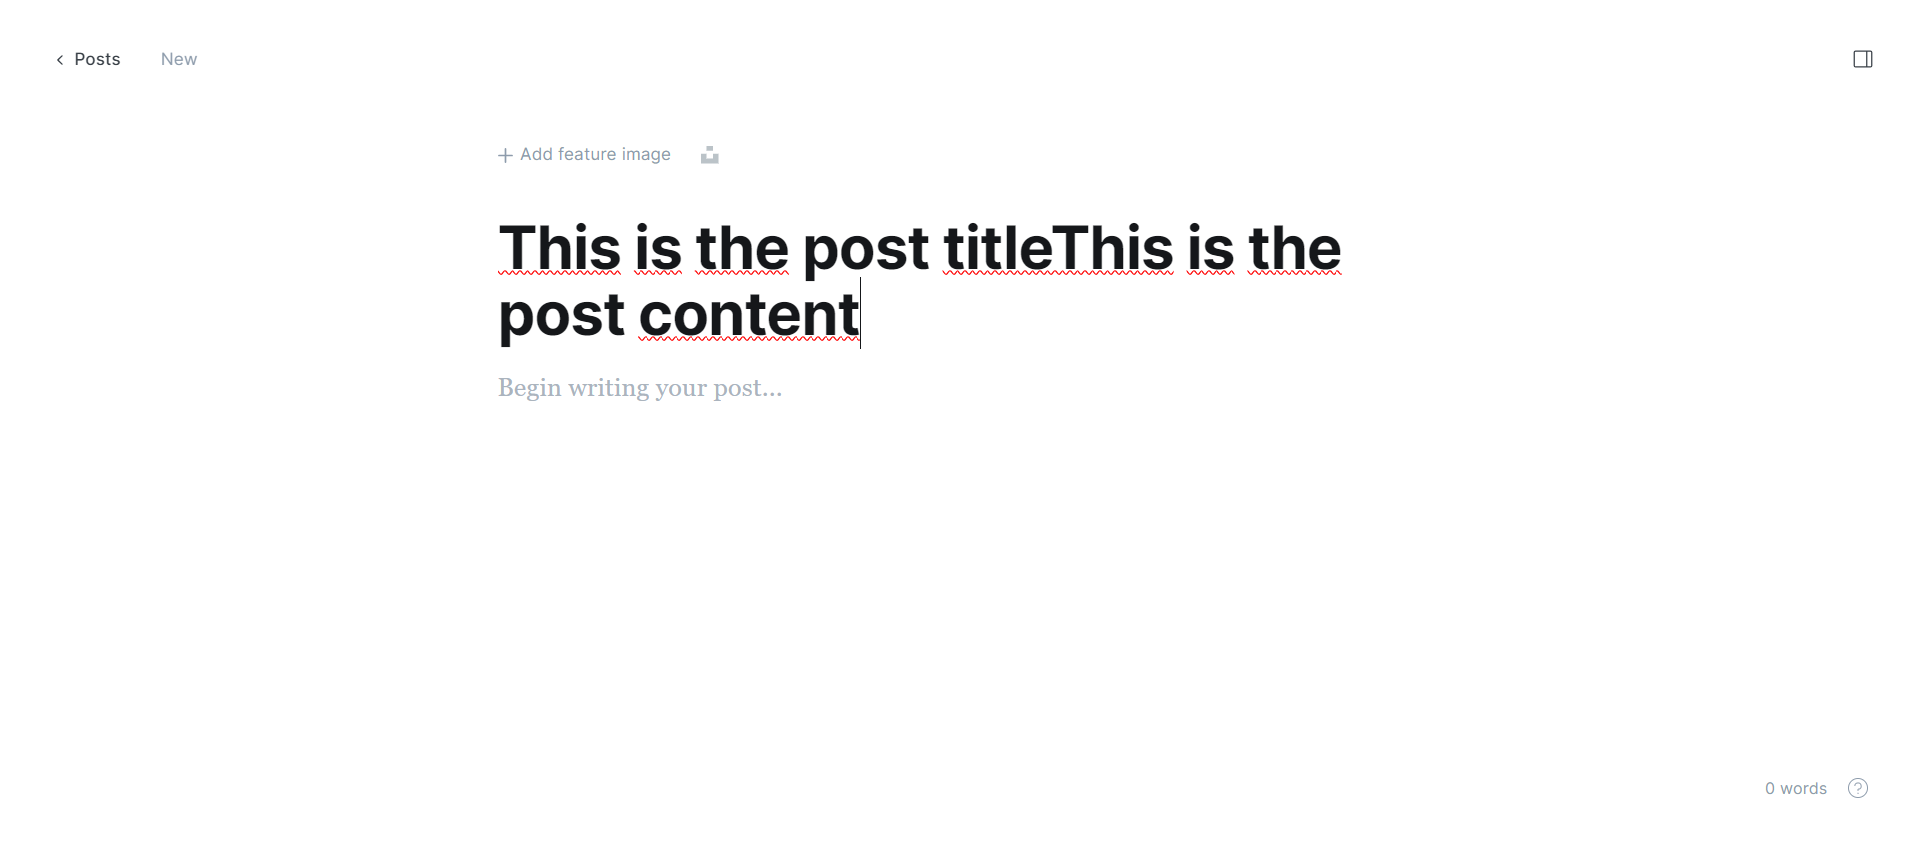 Posts
New
Add feature image
This is the post titleThis is the
post content
Begin writing your post...
0 words
?